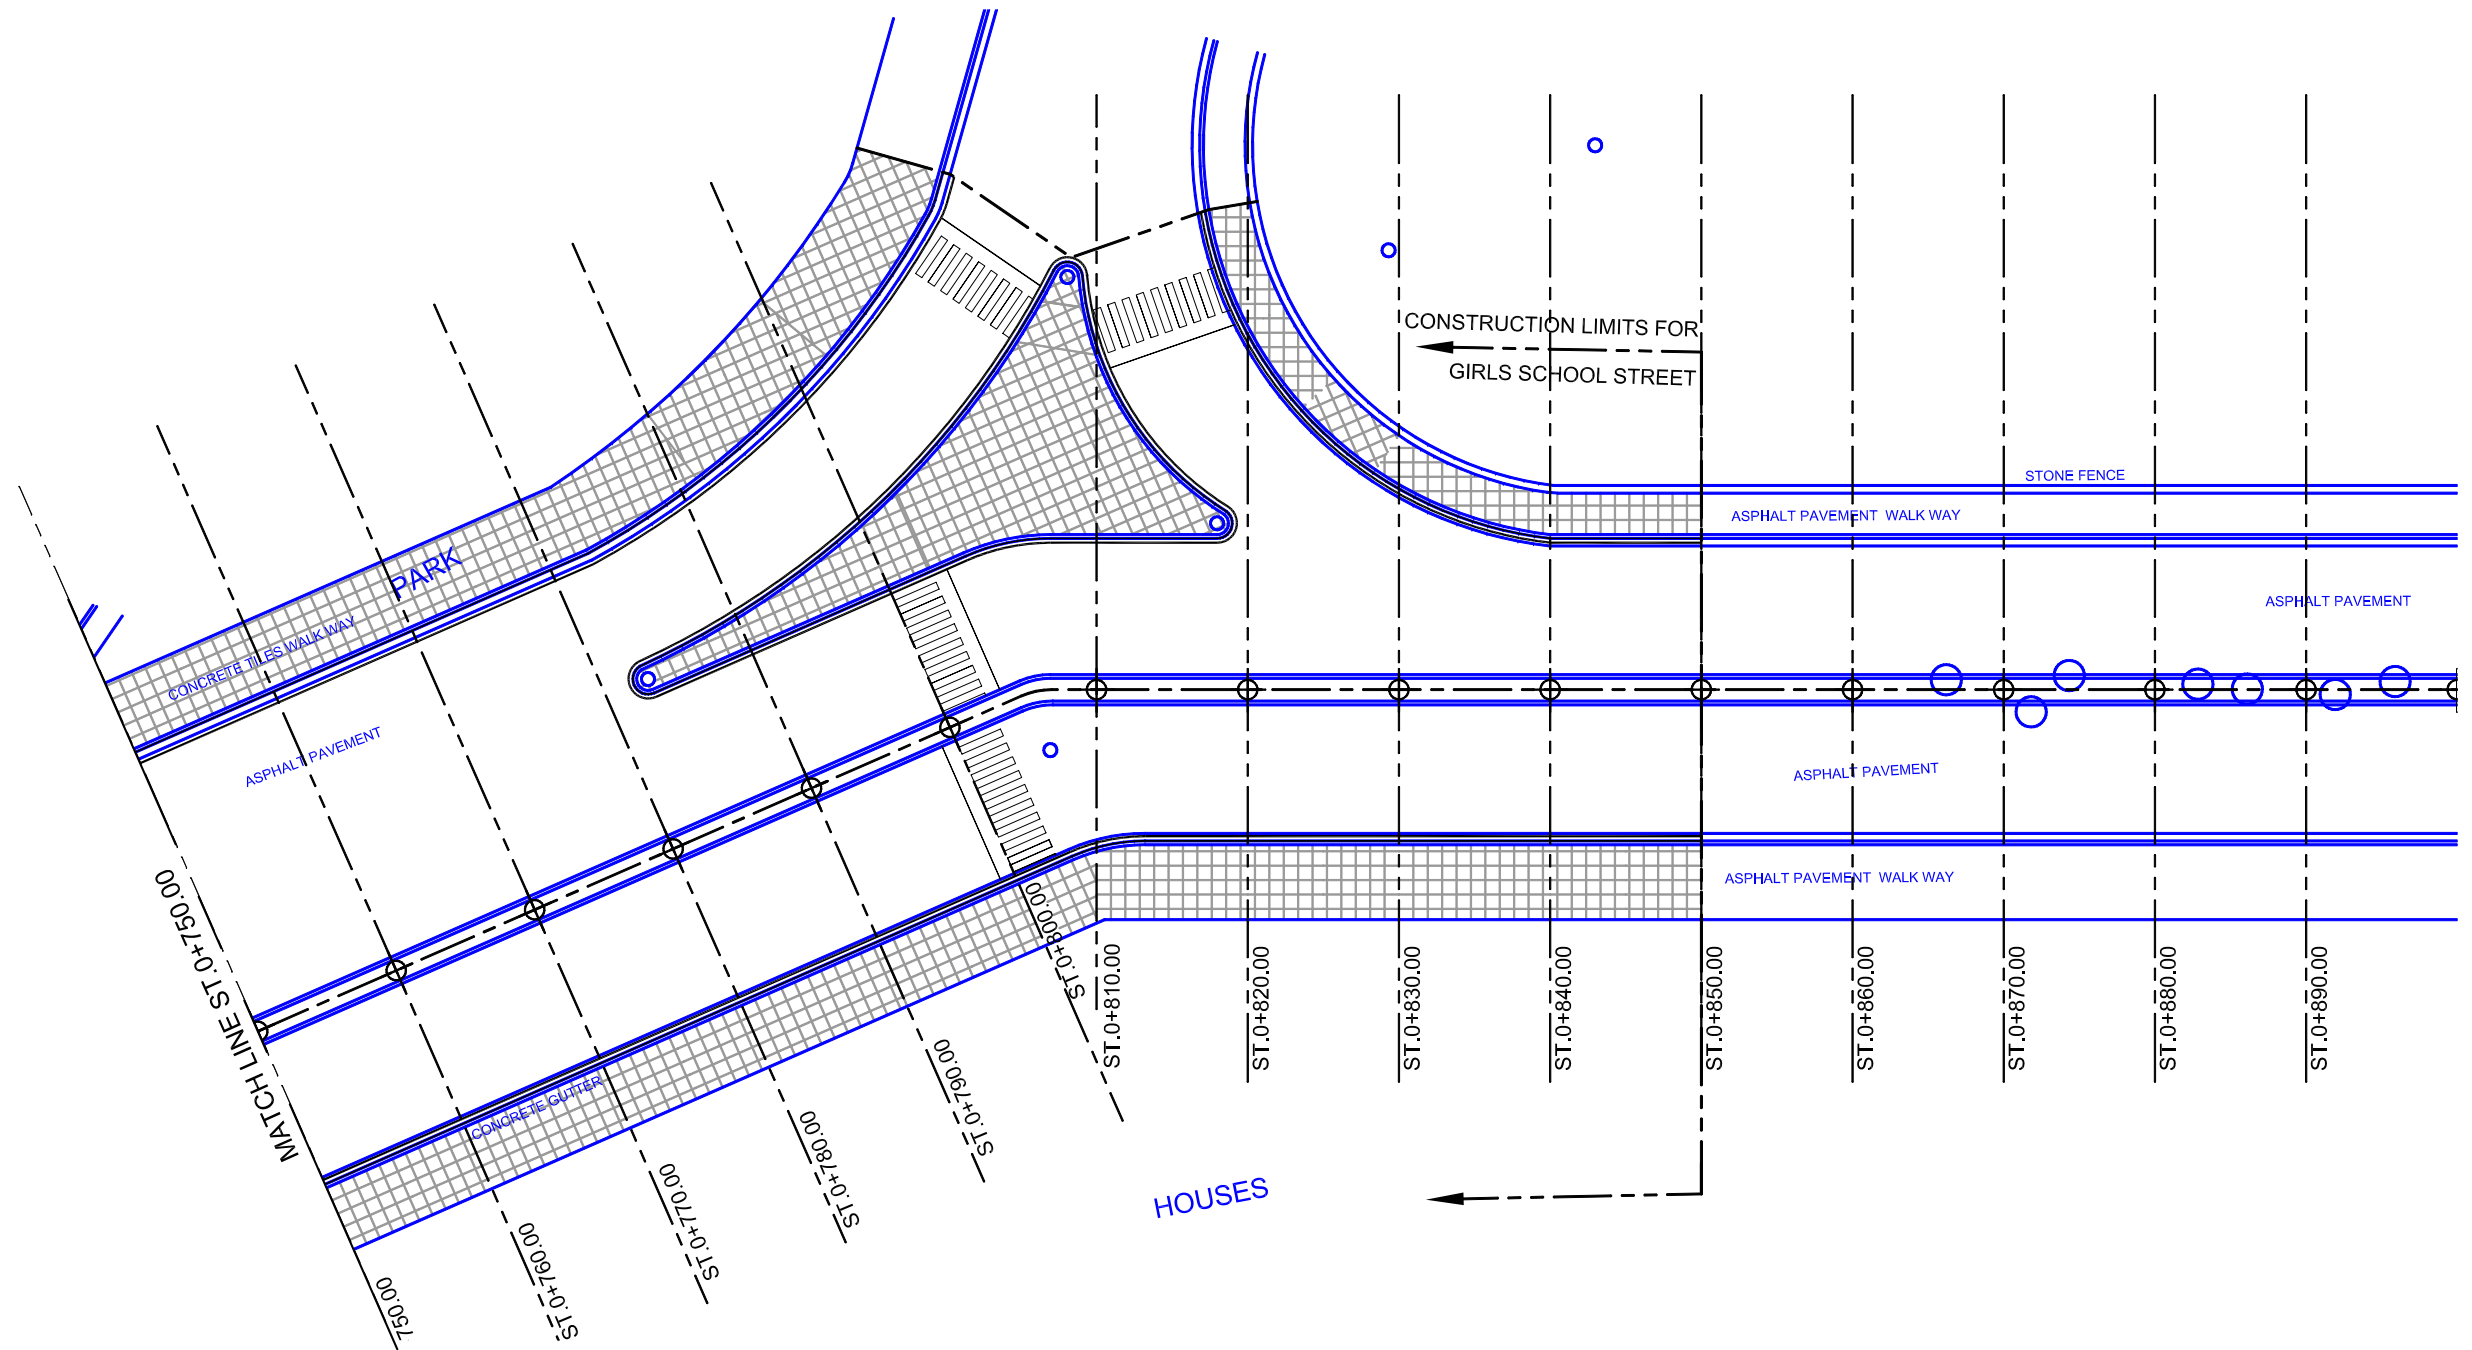 CONSTRUCTION LIMITS FOR
GIRLS SCHOOL STREET
STONE FENCE
ASPHALT PAVEMENT WALK WAY
PARK
CONCRETE TILES WALK WAY
ASPHALT PAVEMENT
ASPHALT PAVEMENT
ASPHALT PAVEMENT
ASPHALT PAVEMENT WALK WAY
MATCH LINE ST.0+750.00
CONCRETE GUTTER
HOUSES
750.00
ST.0+760.00
ST.0+770.00
ST.0+780.00
ST.0+790.00
ST.0+800.00
ST.0+810.00
ST.0+820.00
ST.0+830.00
ST.0+840.00
ST.0+850.00
ST.0+860.00
ST.0+870.00
ST.0+880.00
ST.0+890.00